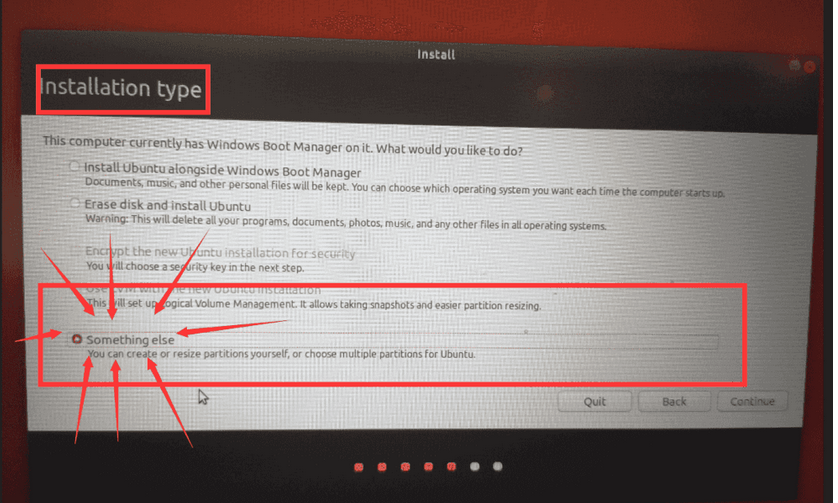 Install
Installation type
This computer currently has Windows Boot Manager on it. What would you like to do?
Install Ubuntu alongside Windows Boot Manager
Documents, music, and other personal files will be kept. You can choose which operating system you want each time the computer starts up.
Erase disk and install Ubuntu
Warning: This will delete all your programs, documents, photos, music, and any other files in all operating systems.
Encrypt the new Ubuntu installation for security
You will choose a security key in the next step.
Use LVM with the new Ubuntu installation
This will set up Logical Volume Management. It allows taking snapshots and easier partition resizing.
Something else
You can create or resize partitions yourself, or choose multiple partitions for Ubuntu.
Quit
Back
Continue